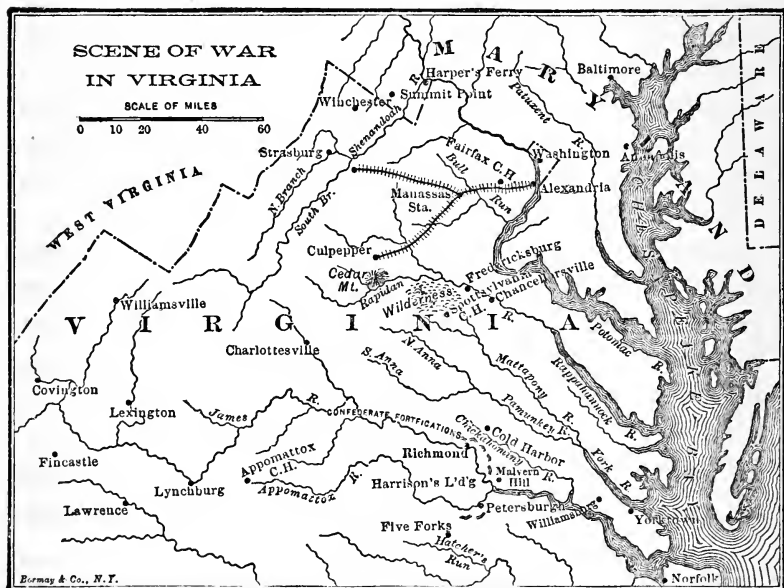 SCENE OF WAR
IN VIRGINIA
SCALE OF MILES
0 10 20 40 60
MARYLAND
DELAWARE
WEST VIRGINIA
VIRGINIA
Harper's Ferry
Baltimore
Summit Point
Winchester
Shenandoah R.
Patuxent R.
Strasburg
Fairfax C.H.
Washington
Annapolis
N. Branch
South Br.
Bull Run
Manassas
Sta.
Alexandria
Culpepper
Cedar
Mt.
Rapidan
Wilderness
Fredericksburg
Spottsylvania
C.H.
Chancellorsville
R.
Potomac R.
Rappahannock R.
Williamsville
Charlottesville
N. Anna
S. Anna
Mattapony R.
Pamunkey R.
York R.
Covington
Lexington
James R.
CONFEDERATE FORTIFICATIONS
Chickahominy R.
Cold Harbor
Fincastle
Appomattox
C.H.
Richmond
Malvern
Hill
Lynchburg
Appomattox R.
Harrison's L'd'g
Petersburgh
Williamsburg
Yorktown
Lawrence
Five Forks
Hatcher's
Run
Norfolk
Bormay & Co., N.Y.